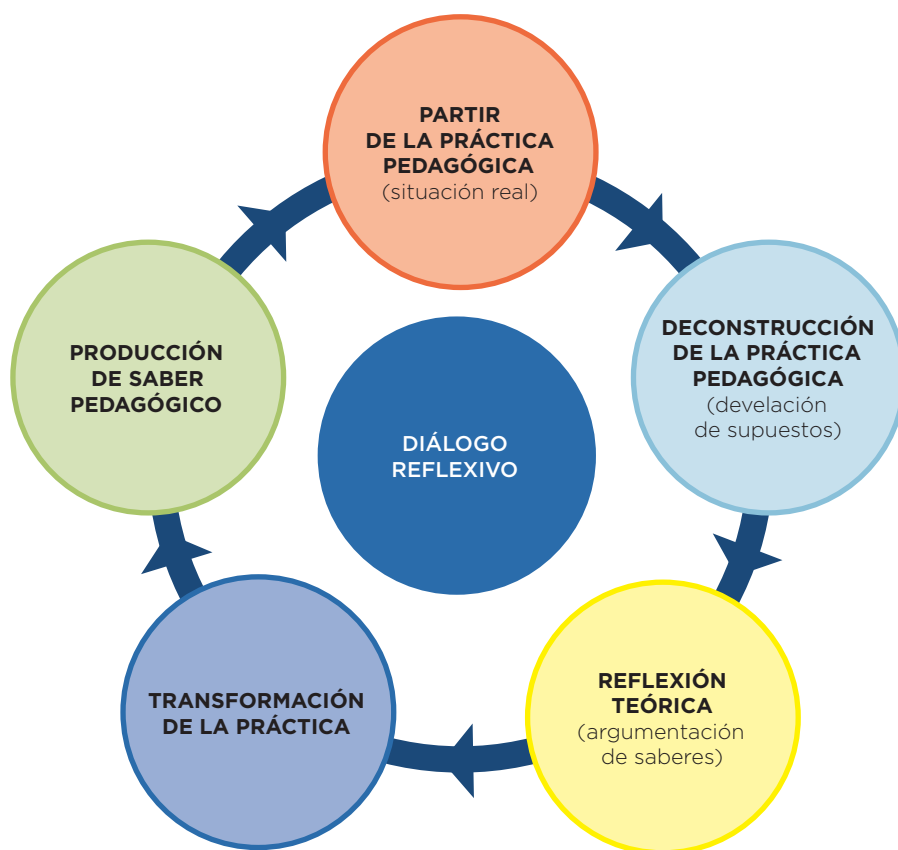 PARTIR
DE LA PRÁCTICA
PEDAGÓGICA
(situación real)
DECONSTRUCCIÓN
DE LA PRÁCTICA
PEDAGÓGICA
(develación
de supuestos)
REFLEXIÓN
TEÓRICA
(argumentación
de saberes)
TRANSFORMACIÓN
DE LA PRÁCTICA
PRODUCCIÓN
DE SABER
PEDAGÓGICO
DIÁLOGO
REFLEXIVO